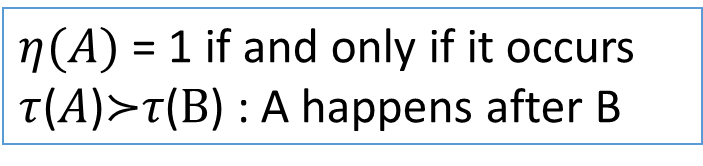 η(A) = 1 if and only if it occurs
τ(A)≻τ(B) : A happens after B